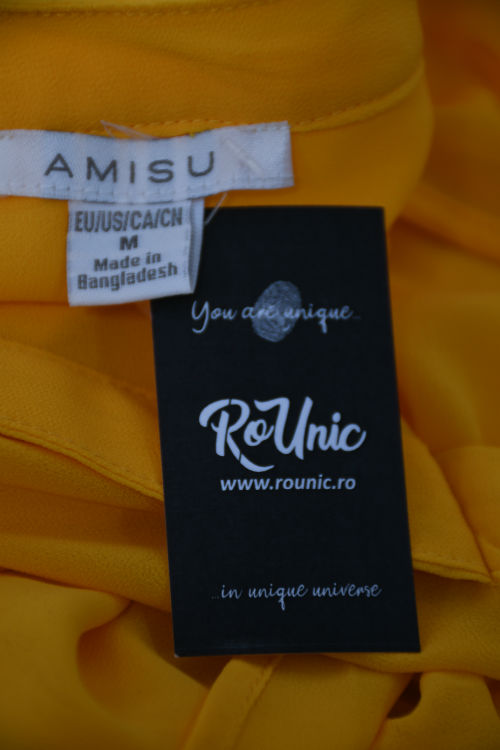 AMISU
EU/US/CA/CN
M
Made in
Bangladesh
You are unique...
RoUnic
www.rounic.ro
...in unique universe